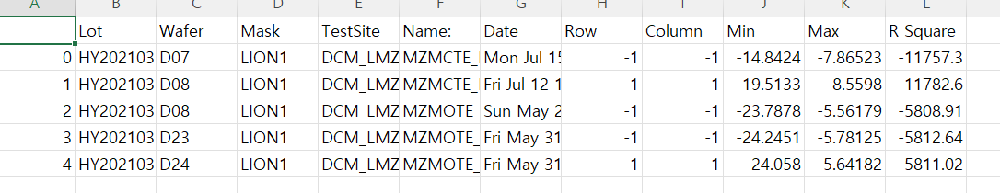 A B C D E F G H I J K L
Lot Wafer Mask TestSite Name: Date Row Column Min Max R Square
0 HY202103 D07 LION1 DCM_LMZ MZMCTE_ Mon Jul 15 -1 -1 -14.8424 -7.86523 -11757.3
1 HY202103 D08 LION1 DCM_LMZ MZMCTE_ Fri Jul 12 1 -1 -1 -19.5133 -8.5598 -11782.6
2 HY202103 D08 LION1 DCM_LMZ MZMOTE_ Sun May 2 -1 -1 -23.7878 -5.56179 -5808.91
3 HY202103 D23 LION1 DCM_LMZ MZMOTE_ Fri May 31 -1 -1 -24.2451 -5.78125 -5812.64
4 HY202103 D24 LION1 DCM_LMZ MZMOTE_ Fri May 31 -1 -1 -24.058 -5.64182 -5811.02